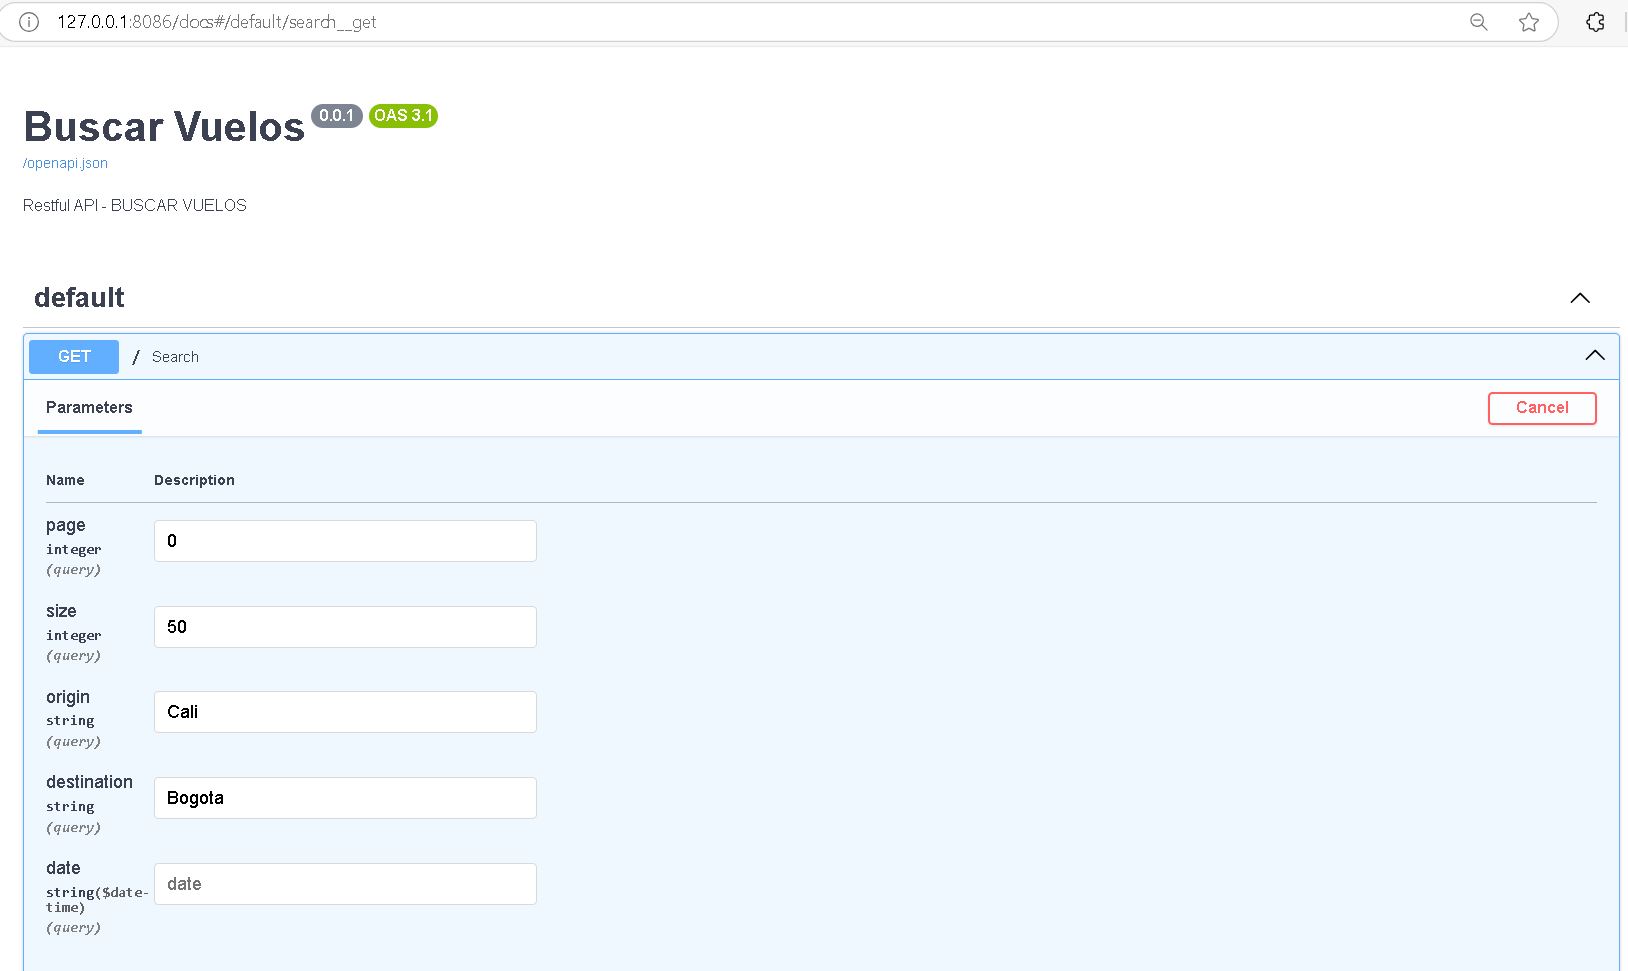 127.0.0.1:8086/docs#/default/search__get
Buscar Vuelos 0.0.1 OAS 3.1
/openapi.json
Restful API - BUSCAR VUELOS
default
GET / Search
Parameters
Cancel
Name Description
page
integer
(query)
0
size
integer
(query)
50
origin
string
(query)
Cali
destination
string
(query)
Bogota
date
string($date-
time)
(query)
date